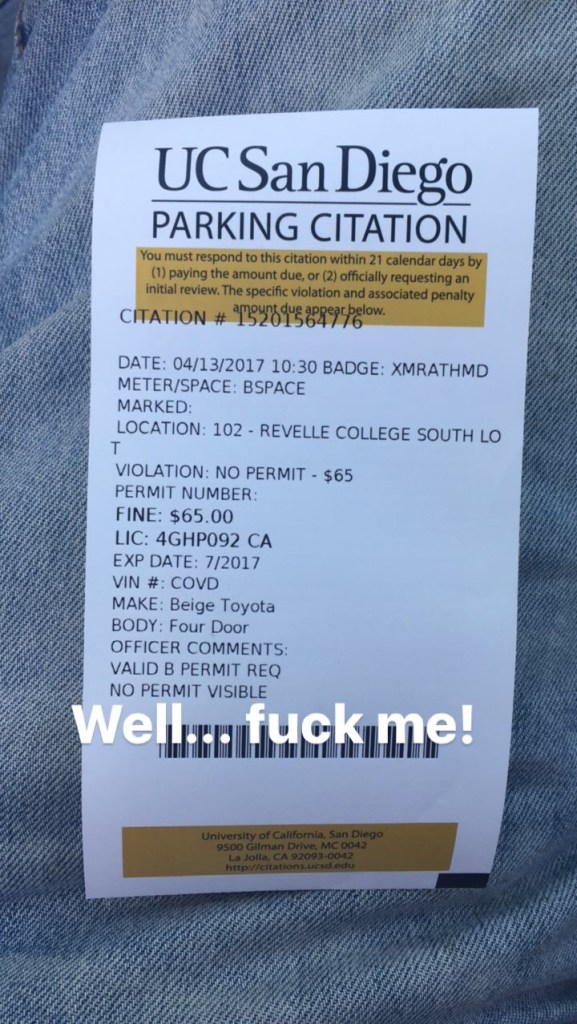 UC San Diego
PARKING CITATION
You must respond to this citation within 21 calendar days by
(1) paying the amount due, or (2) officially requesting an
initial review. The specific violation and associated penalty
amount due appear below.
CITATION # 15201564776
DATE: 04/13/2017 10:30 BADGE: XMRATHMD
METER/SPACE: BSPACE
MARKED:
LOCATION: 102 - REVELLE COLLEGE SOUTH LO
T
VIOLATION: NO PERMIT - $65
PERMIT NUMBER:
FINE: $65.00
LIC: 4GHP092 CA
EXP DATE: 7/2017
VIN #: COVD
MAKE: Beige Toyota
BODY: Four Door
OFFICER COMMENTS:
VALID B PERMIT REQ
NO PERMIT VISIBLE
Well... fuck me!
University of California, San Diego
9500 Gilman Drive, MC 0042
La Jolla, CA 92093-0042
http://citations.ucsd.edu